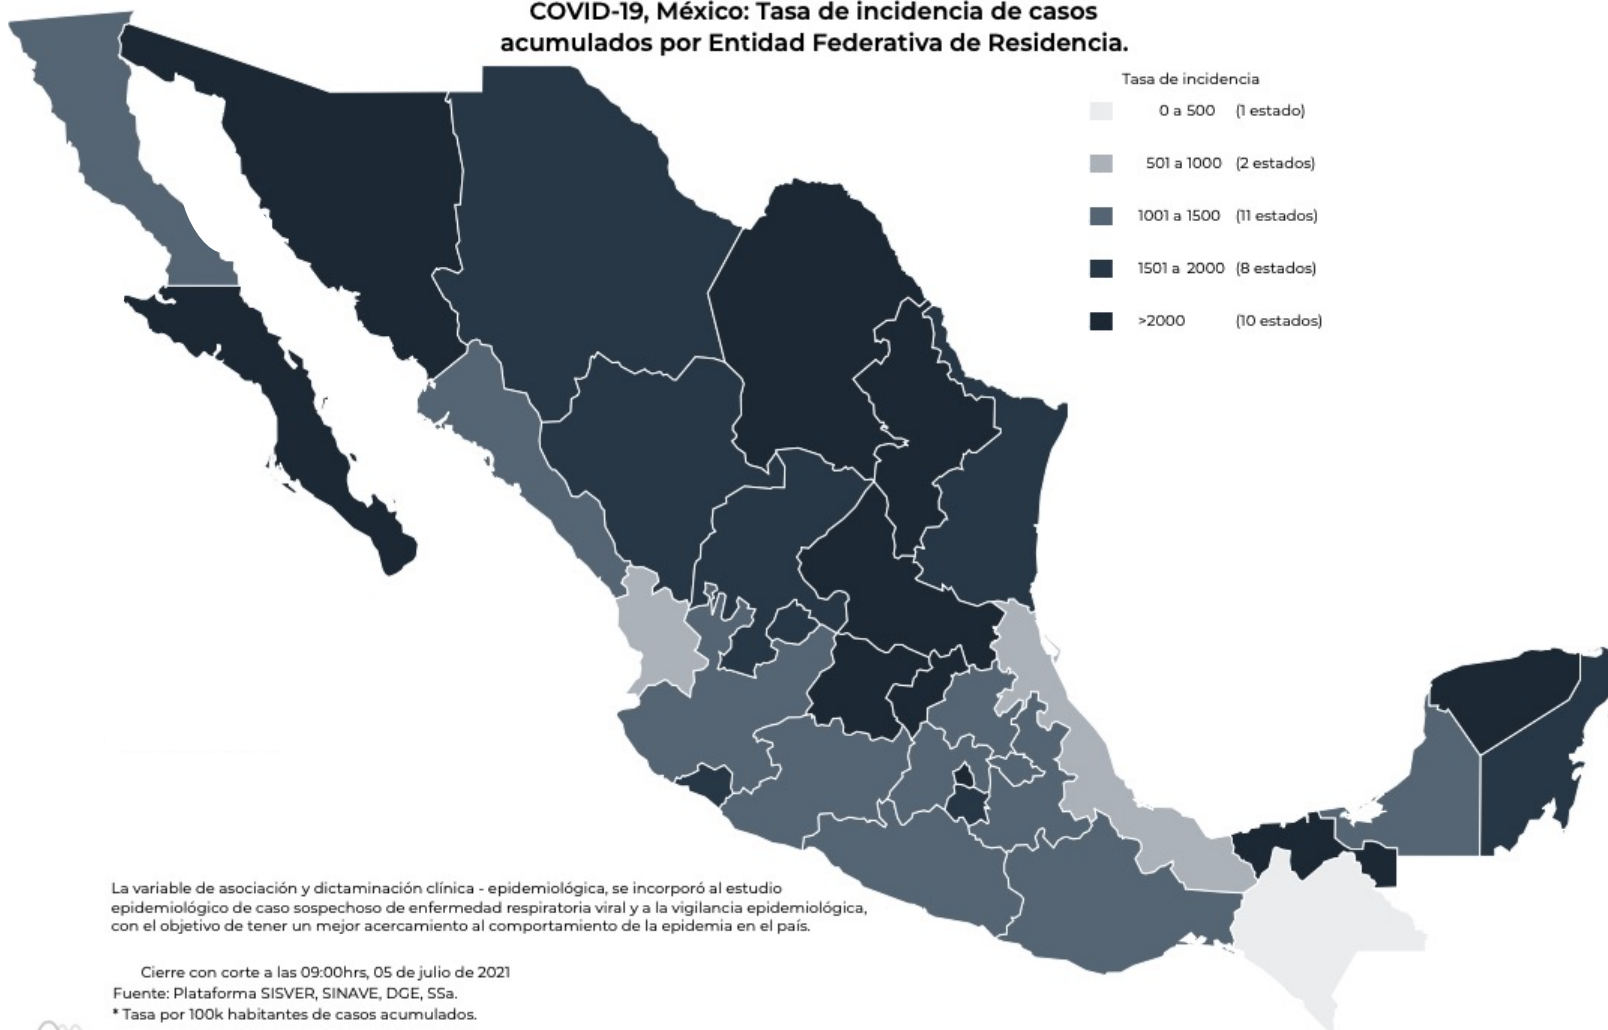 COVID-19, México: Tasa de incidencia de casos
acumulados por Entidad Federativa de Residencia.
Tasa de incidencia
0 a 500 (1 estado)
501 a 1000 (2 estados)
1001 a 1500 (11 estados)
1501 a 2000 (8 estados)
>2000 (10 estados)
La variable de asociación y dictaminación clínica - epidemiológica, se incorporó al estudio
epidemiológico de caso sospechoso de enfermedad respiratoria viral y a la vigilancia epidemiológica,
con el objetivo de tener un mejor acercamiento al comportamiento de la epidemia en el país.
Cierre con corte a las 09:00hrs, 05 de julio de 2021
Fuente: Plataforma SISVER, SINAVE, DGE, SSa.
* Tasa por 100k habitantes de casos acumulados.